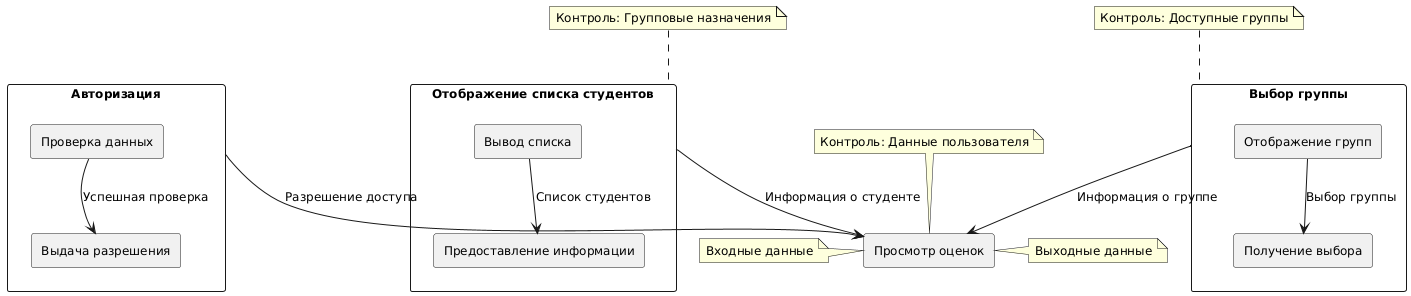 Контроль: Групповые назначения
Контроль: Доступные группы
Авторизация
Отображение списка студентов
Выбор группы
Проверка данных
Вывод списка
Контроль: Данные пользователя
Отображение групп
Успешная проверка
Разрешение доступа
Список студентов
Информация о студенте
Информация о группе
Выбор группы
Выдача разрешения
Предоставление информации
Входные данные
Просмотр оценок
Выходные данные
Получение выбора